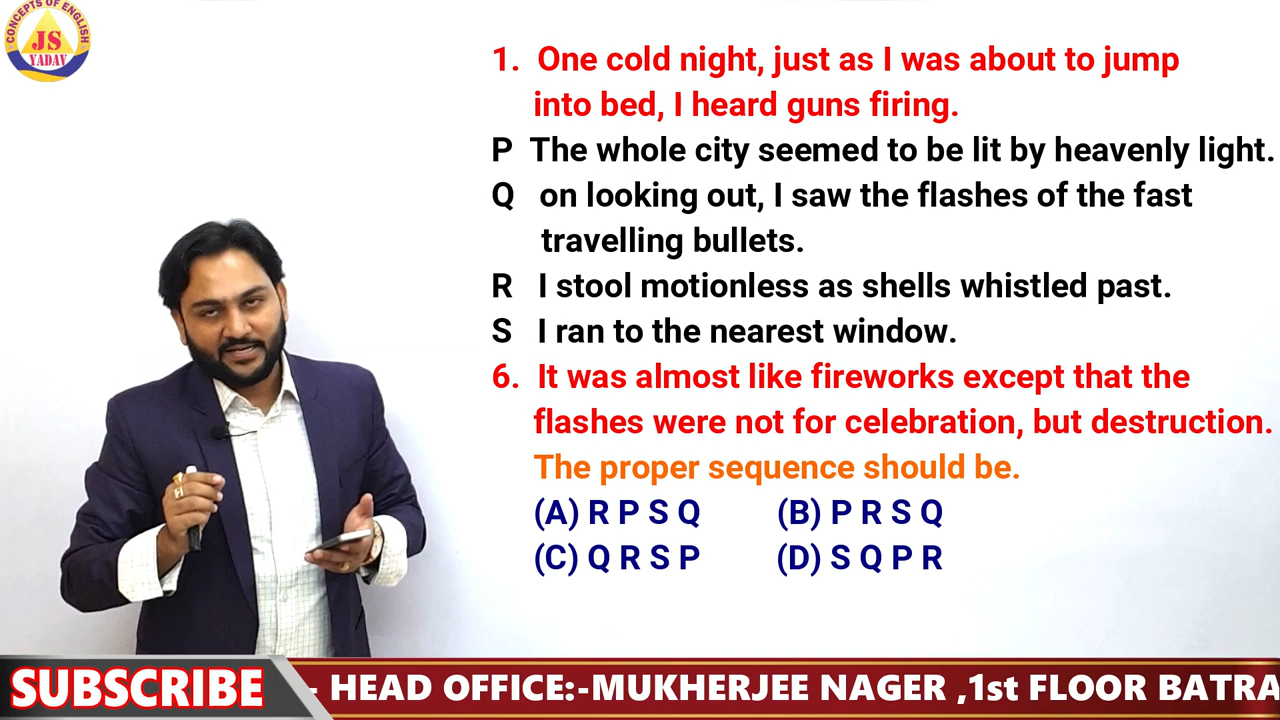 CONCEPTS OF ENGLISH
JS
YADAV
1. One cold night, just as I was about to jump
into bed, I heard guns firing.
P The whole city seemed to be lit by heavenly light.
Q on looking out, I saw the flashes of the fast
travelling bullets.
R I stool motionless as shells whistled past.
S I ran to the nearest window.
6. It was almost like fireworks except that the
flashes were not for celebration, but destruction.
The proper sequence should be.
(A) R P S Q (B) P R S Q
(C) Q R S P (D) S Q P R
SUBSCRIBE - HEAD OFFICE:-MUKHERJEE NAGER ,1st FLOOR BATRA